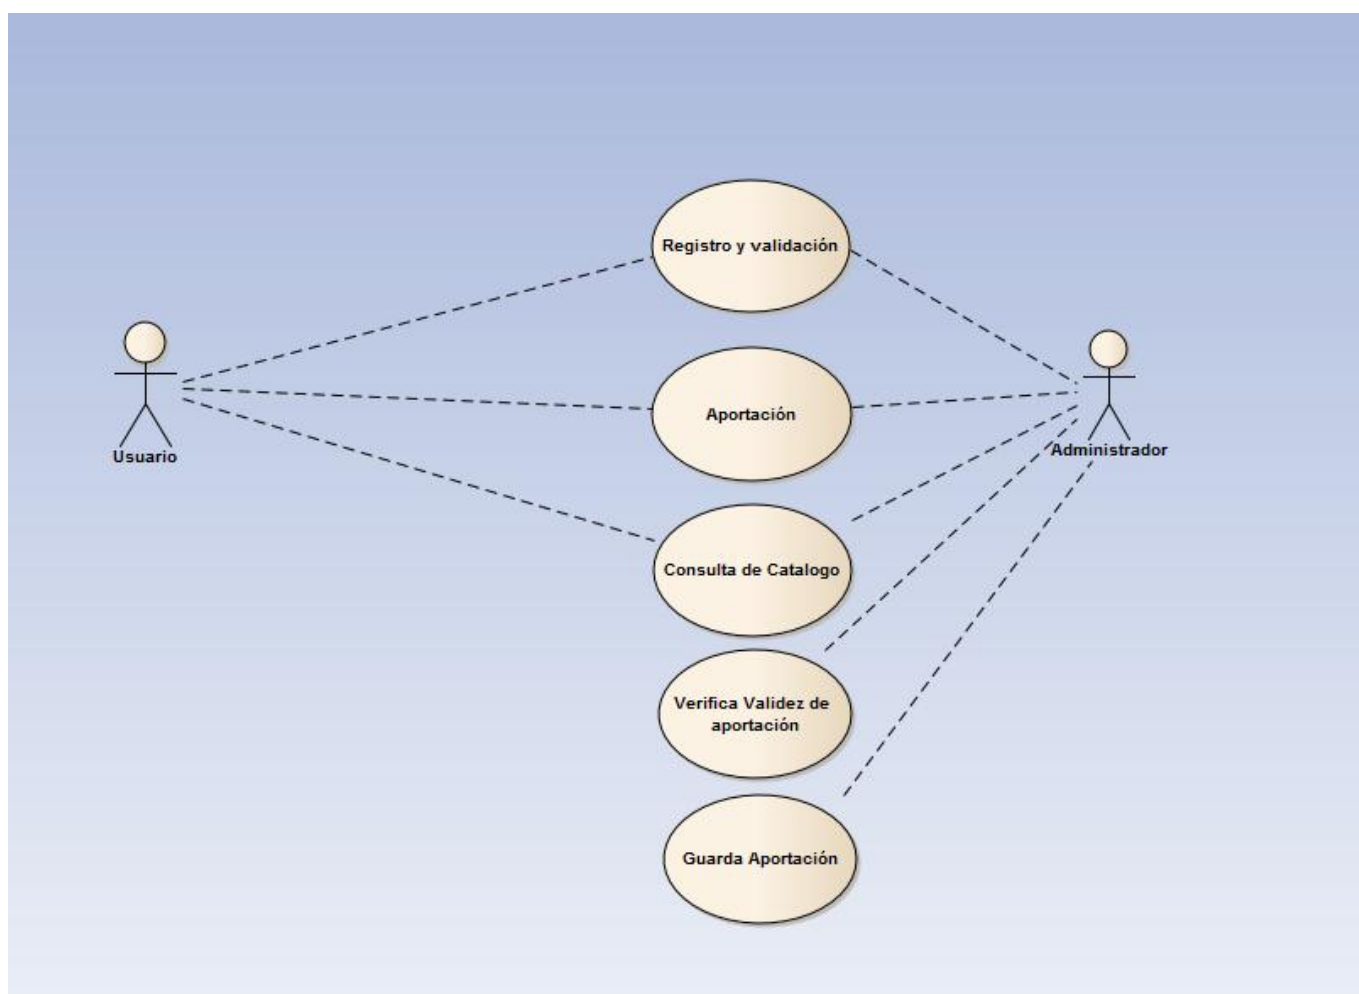 Registro y validación
Aportación
Usuario
Administrador
Consulta de Catalogo
Verifica Validez de
aportación
Guarda Aportación